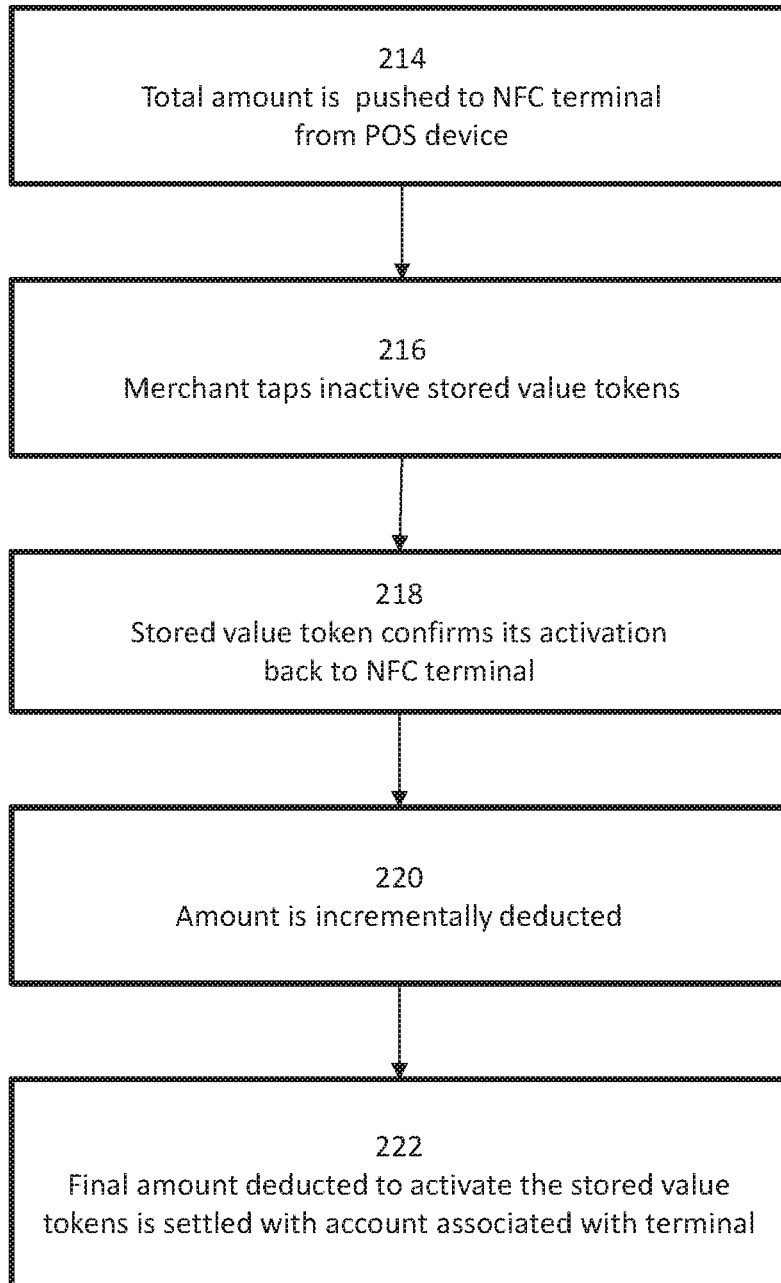 214
Total amount is pushed to NFC terminal
from POS device
216
Merchant taps inactive stored value tokens
218
Stored value token confirms its activation
back to NFC terminal
220
Amount is incrementally deducted
222
Final amount deducted to activate the stored value
tokens is settled with account associated with terminal